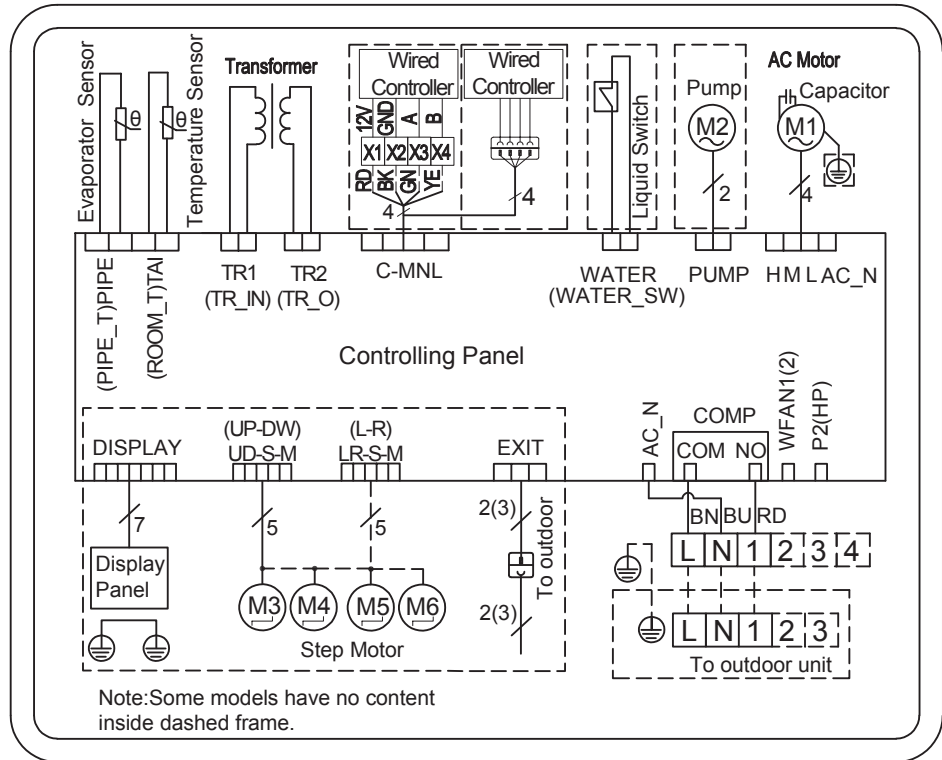 Evaporator Sensor
θ
θ
Temperature Sensor
Transformer
Wired
Controller
12V
GND
A
B
X1 X2 X3 X4
RD
BK
GN
YE
4
Wired
Controller
4
Liquid Switch
Pump
M2
2
AC Motor
Capacitor
M1
4
(PIPE_T)PIPE
(ROOM_T)TAI
TR1
(TR_IN)
TR2
(TR_O)
C-MNL
WATER
(WATER_SW)
PUMP
H M L AC_N
Controlling Panel
DISPLAY
(UP-DW)
UD-S-M
(L-R)
LR-S-M
EXIT
AC_N
COMP
COM NO
WFAN1(2)
P2(HP)
7
Display
Panel
5
5
M3 M4 M5 M6
Step Motor
2(3)
2(3)
To outdoor
BN BU RD
L N 1 2 3 4
L N 1 2 3
To outdoor unit
Note:Some models have no content
inside dashed frame.